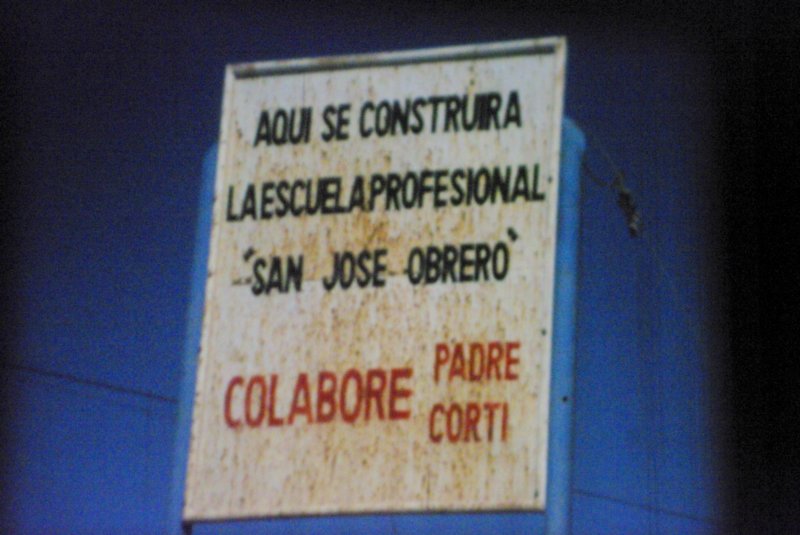 AQUI SE CONSTRUIRA
LA ESCUELA PROFESIONAL
"SAN JOSE OBRERO"
COLABORE PADRE CORTI